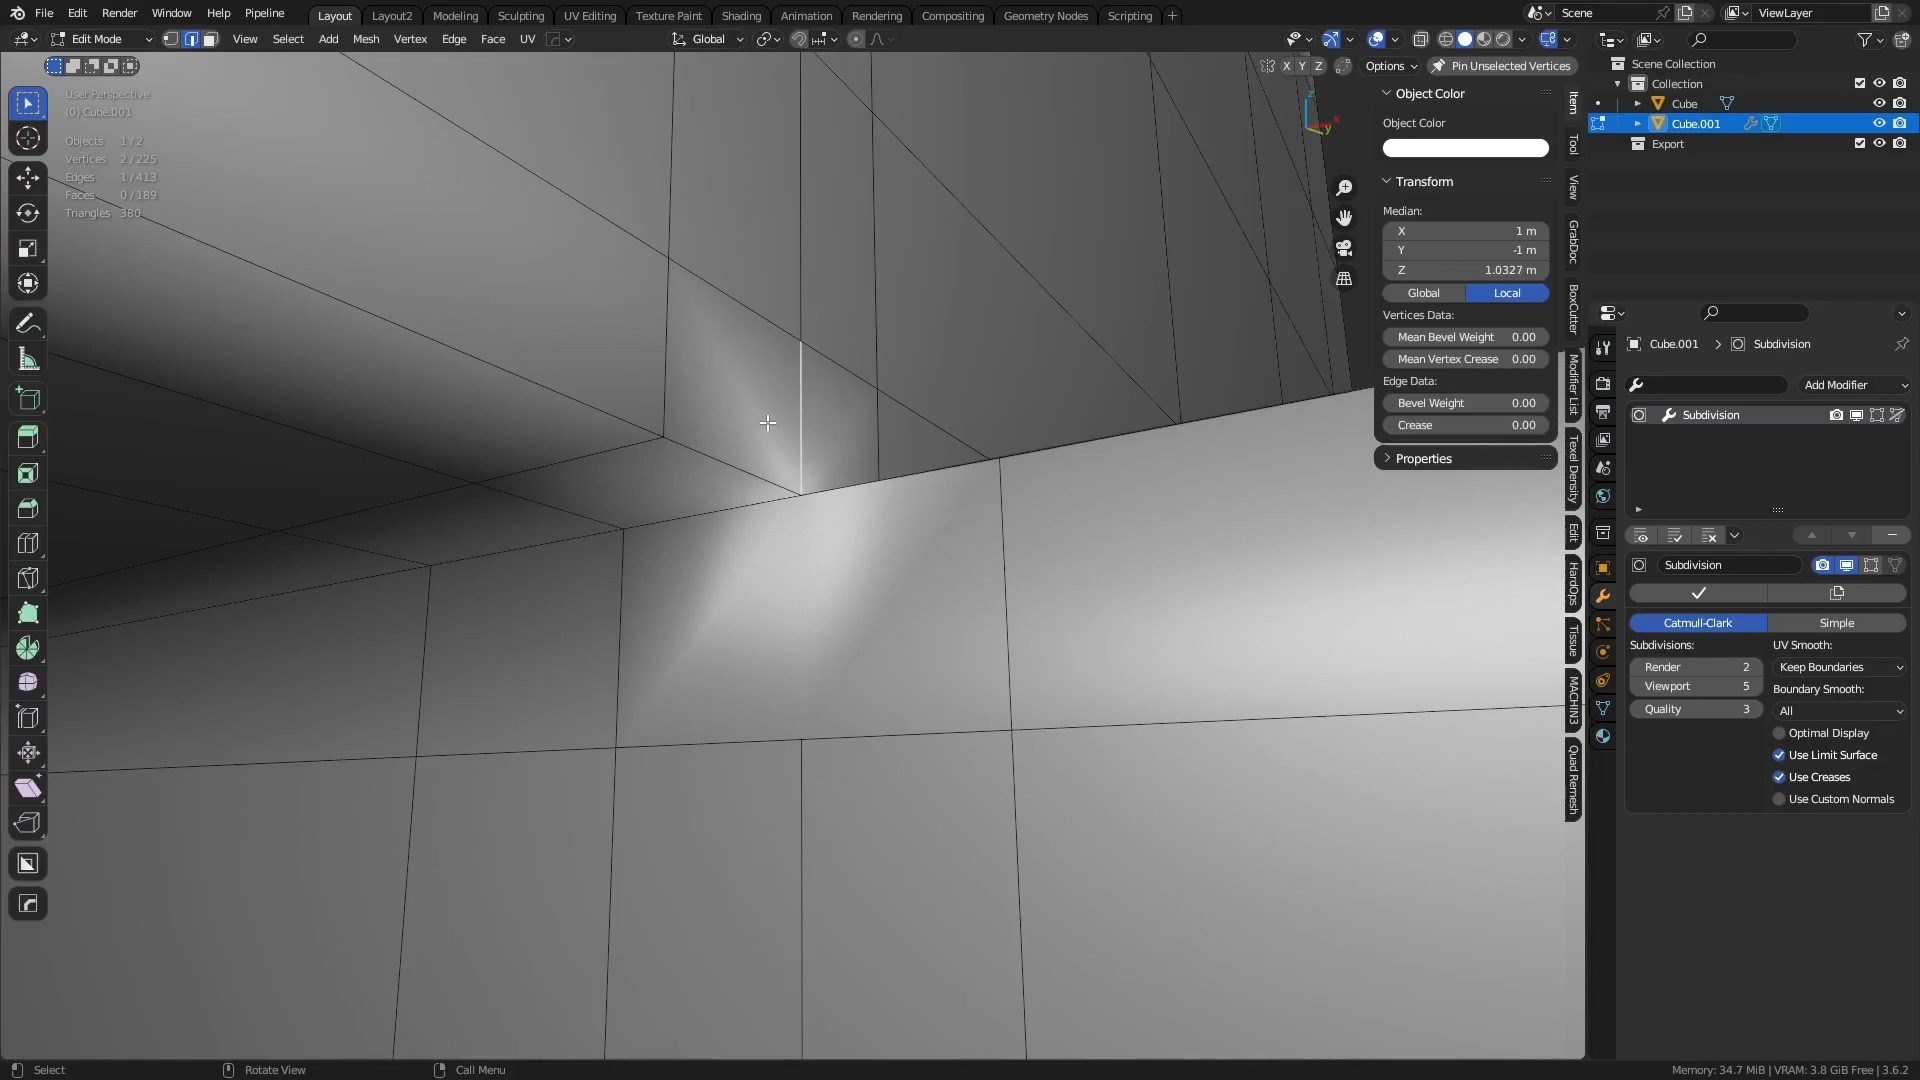 File Edit Render Window Help Pipeline Layout Layout2 Modeling Sculpting UV Editing Texture Paint Shading Animation Rendering Compositing Geometry Nodes Scripting + Scene ViewLayer
Edit Mode View Select Add Mesh Vertex Edge Face UV Global
X Y Z Options Pin Unselected Vertices
User Perspective
(0) Cube.001
Objects 1/2
Vertices 2/225
Edges 1/413
Faces 0/189
Triangles 380
Z
X
Y
Object Color
Object Color
Transform
Median:
X 1 m
Y -1 m
Z 1.0327 m
Global Local
Vertices Data:
Mean Bevel Weight 0.00
Mean Vertex Crease 0.00
Edge Data:
Bevel Weight 0.00
Crease 0.00
Properties
Item
Tool
View
GrabDoc
BoxCutter
Modifier List
Texel Density
Edit
HardOps
Tissue
MACHIN3
Quad Remesh
Scene Collection
Collection
Cube
Cube.001
Export
Cube.001 Subdivision
Add Modifier
Subdivision
Subdivision
Catmull-Clark Simple
Subdivisions: UV Smooth:
Render 2 Keep Boundaries
Viewport 5 Boundary Smooth:
Quality 3 All
Optimal Display
Use Limit Surface
Use Creases
Use Custom Normals
Select Rotate View Call Menu Memory: 34.7 MiB | VRAM: 3.8 GiB Free | 3.6.2